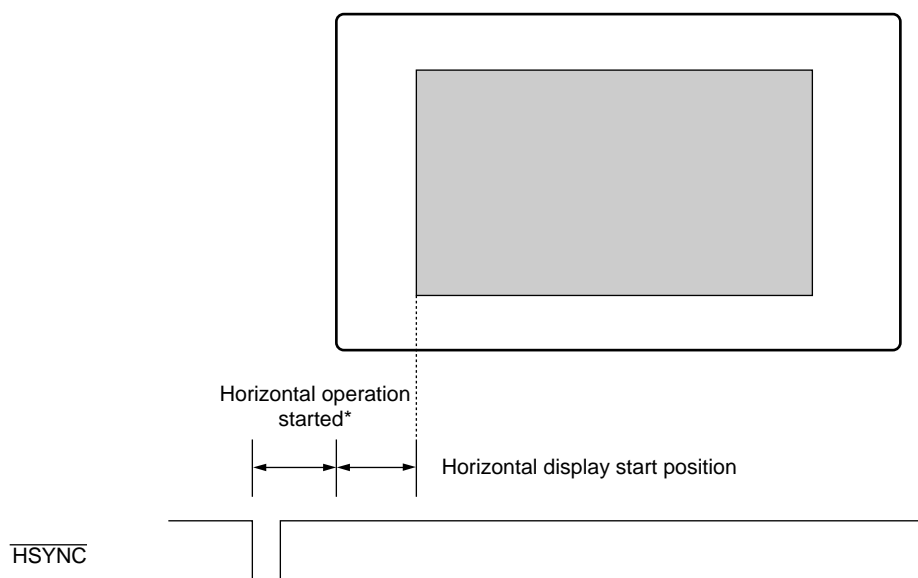 Horizontal operation
started*
Horizontal display start position
HSYNC